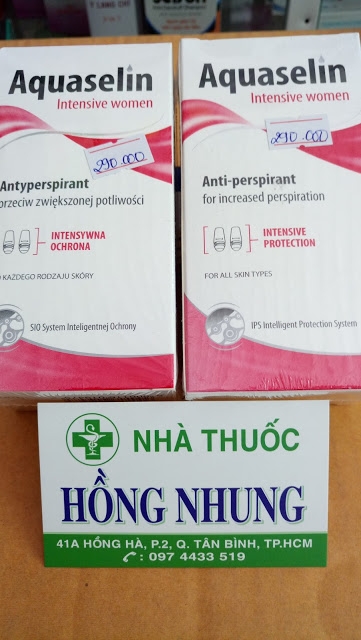 Aquaselin
Intensive women
290.000
Antyperspirant
przeciw zwiększonej potliwości
INTENSYWNA
OCHRONA
KAŻDEGO RODZAJU SKÓRY
SIO System Inteligentnej Ochrony
Aquaselin
Intensive women
290.000
Anti-perspirant
for increased perspiration
INTENSIVE
PROTECTION
FOR ALL SKIN TYPES
IPS Intelligent Protection System
NHÀ THUỐC
HỒNG NHUNG
41A HỒNG HÀ, P.2, Q. TÂN BÌNH, TP.HCM
: 097 4433 519